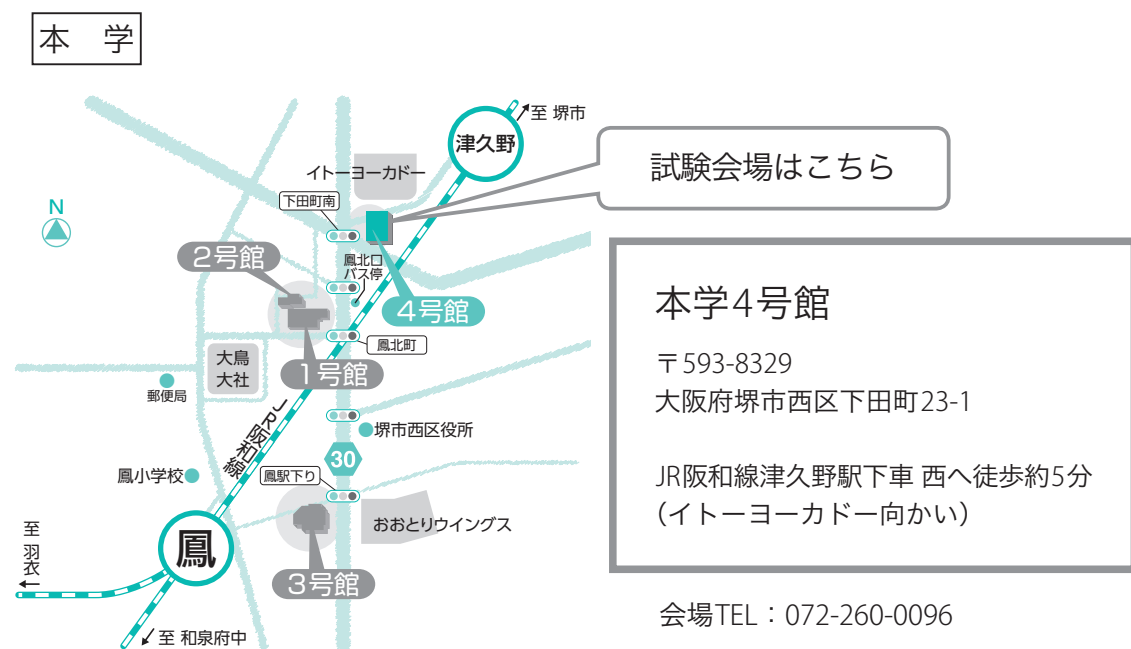 本 学
至 堺市
津久野
イトーヨーカドー
試験会場はこちら
下田町南
N
2号館
鳳北口
バス停
4号館
鳳北町
1号館
大鳥
大社
郵便局
JR阪和線
堺市西区役所
30
鳳小学校
鳳駅下り
おおとりウイングス
鳳
至 羽衣
3号館
至 和泉府中
本学4号館
〒593-8329
大阪府堺市西区下田町23-1
JR阪和線津久野駅下車 西へ徒歩約5分
（イトーヨーカドー向かい）
会場TEL：072-260-0096